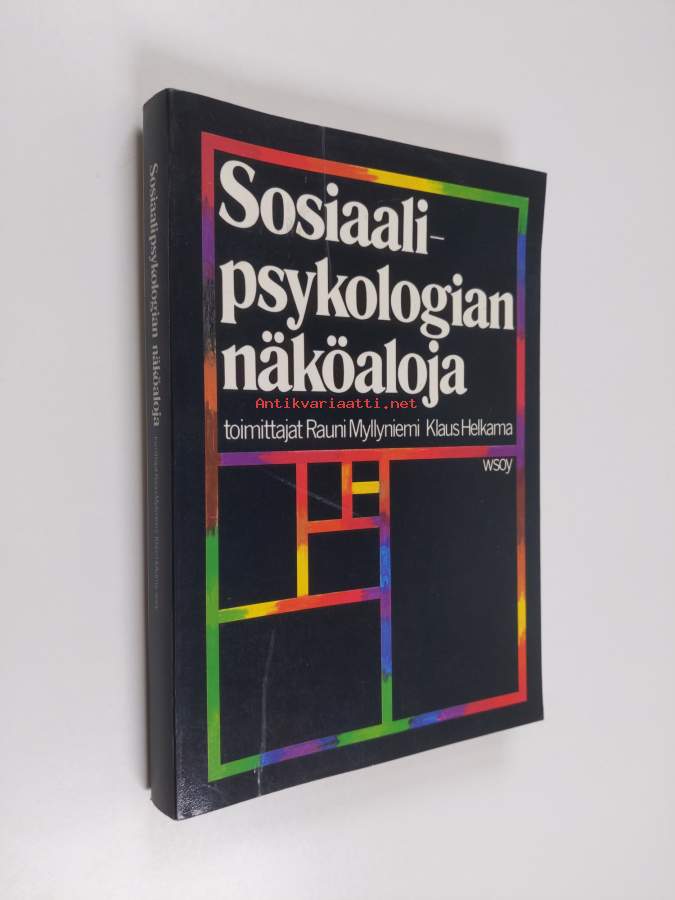 Sosiaali-
psykologian
näköaloja
Antikvariaatti.net
toimittajat Rauni Myllyniemi Klaus Helkama
wsoy
Sosiaalipsykologian näköaloja